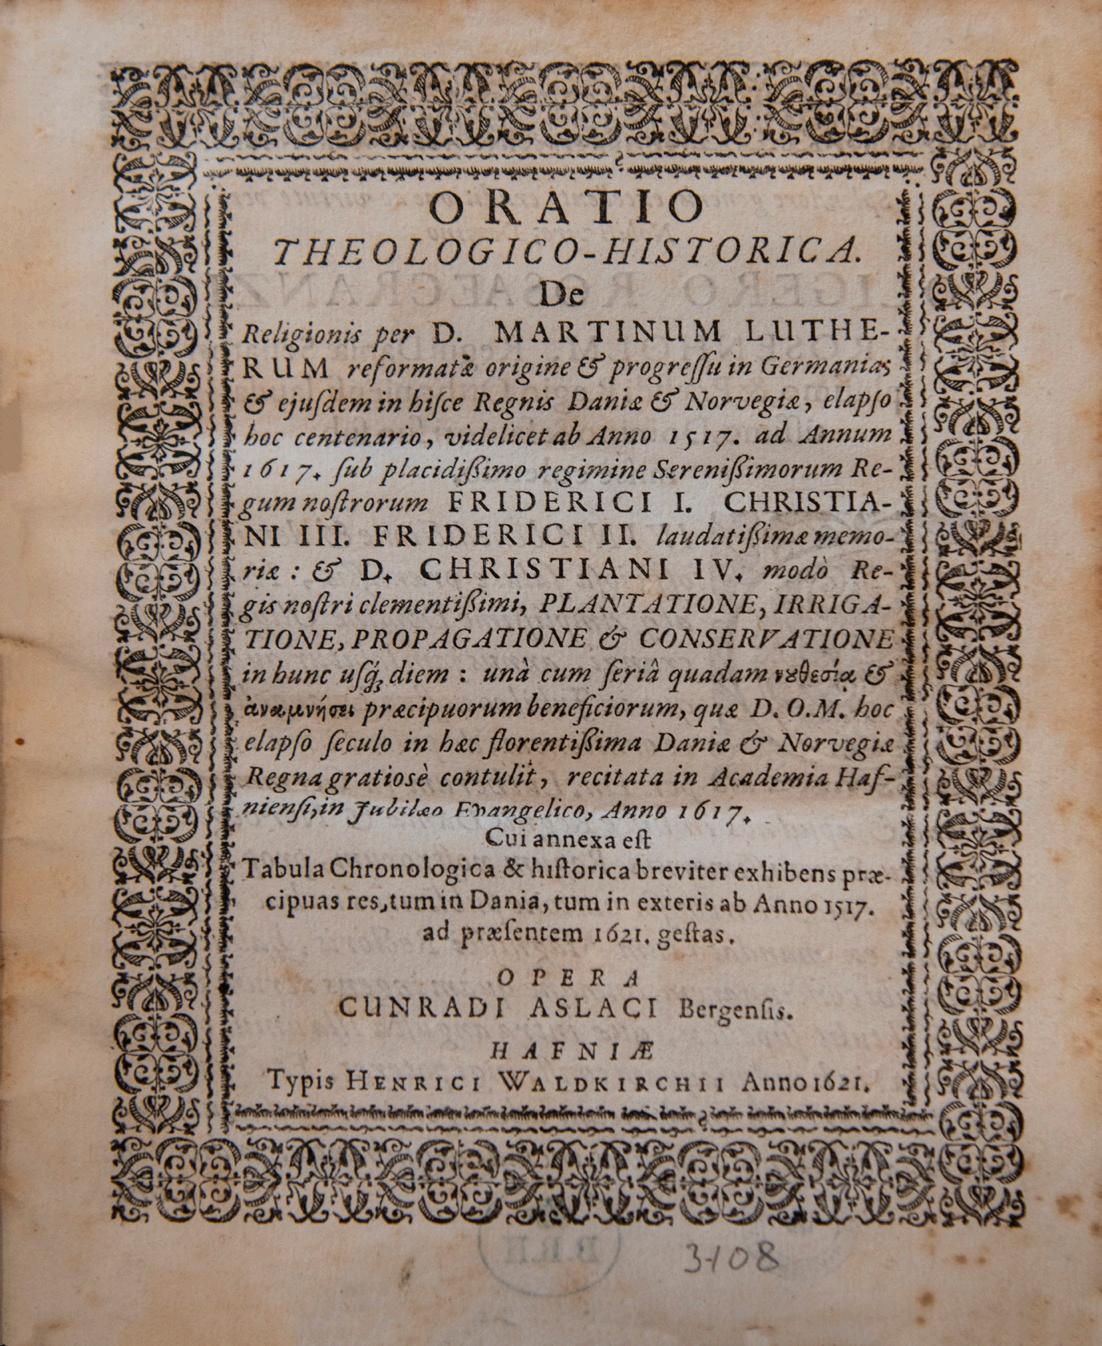 ORATIO
THEOLOGICO-HISTORICA.
De
Religionis per D. MARTINUM LUTHE-
RUM reformatæ origine & progreſſu in Germania:
& ejuſdem in hiſce Regnis Daniæ & Norvegiæ, elapſo
hoc centenario, videlicet ab Anno 1517. ad Annum
1617. ſub placidiſſimo regimine Sereniſſimorum Re-
gum noſtrorum FRIDERICI I. CHRISTIA-
NI III. FRIDERICI II. laudatiſſimæ memo-
riæ : & D. CHRISTIANI IV. modò Re-
gis noſtri clementiſſimi, PLANTATIONE, IRRIGA-
TIONE, PROPAGATIONE & CONSERVATIONE
in hunc uſq; diem : unà cum ſeriâ quadam νȣθεσίᾳ &
ἀναμνήσει præcipuorum beneficiorum, quæ D. O. M. hoc
elapſo ſeculo in hæc florentiſſima Daniæ & Norvegiæ
Regna gratiosè contulit, recitata in Academia Haf-
nienſi, in Jubilæo Evangelico, Anno 1617.
Cui annexa eſt
Tabula Chronologica & hiſtorica breviter exhibens præ-
cipuas res, tum in Dania, tum in exteris ab Anno 1517.
ad præſentem 1621. geſtas.
OPERA
CUNRADI ASLACI Bergenſis.
HAFNIÆ
Typis HENRICI WALDKIRCHII Anno 1621.
3108